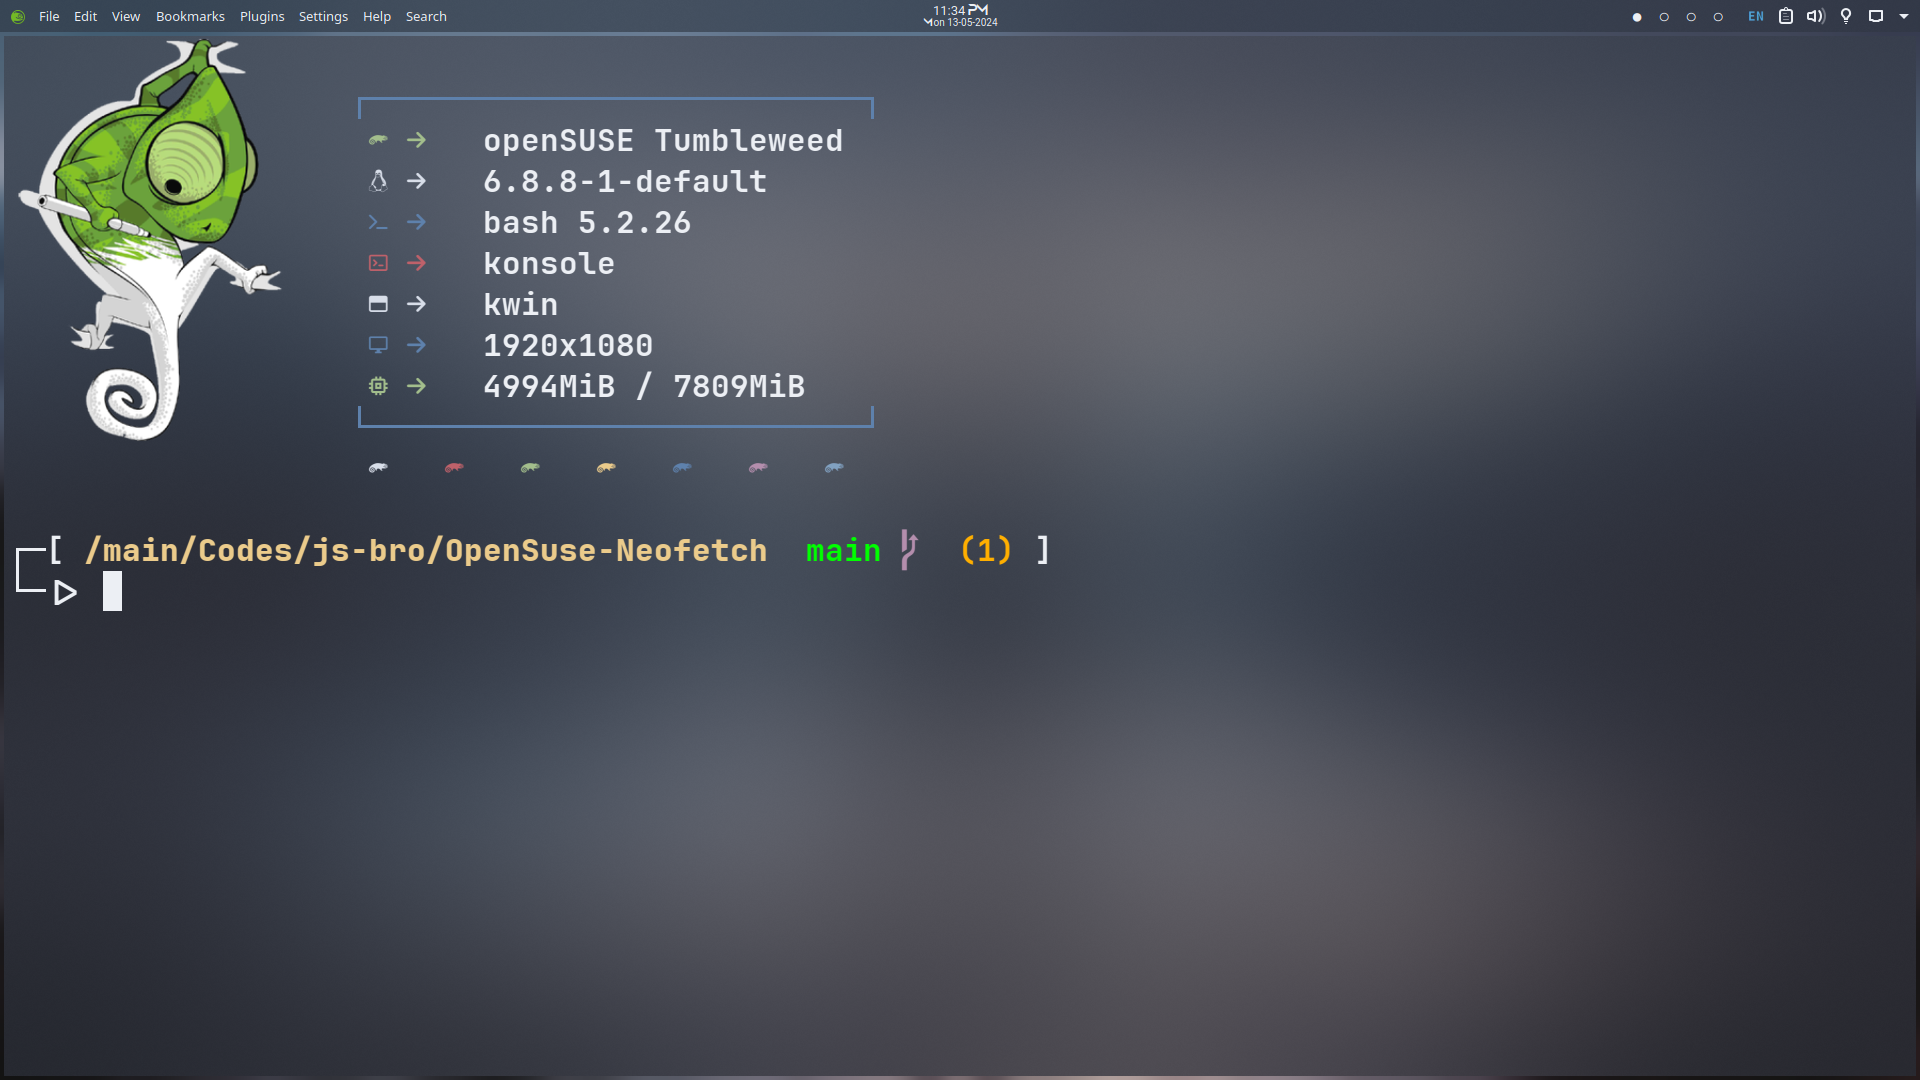 File Edit View Bookmarks Plugins Settings Help Search
11:34 PM
Mon 13-05-2024
EN
openSUSE Tumbleweed
6.8.8-1-default
bash 5.2.26
konsole
kwin
1920x1080
4994MiB / 7809MiB
[ /main/Codes/js-bro/OpenSuse-Neofetch main (1) ]